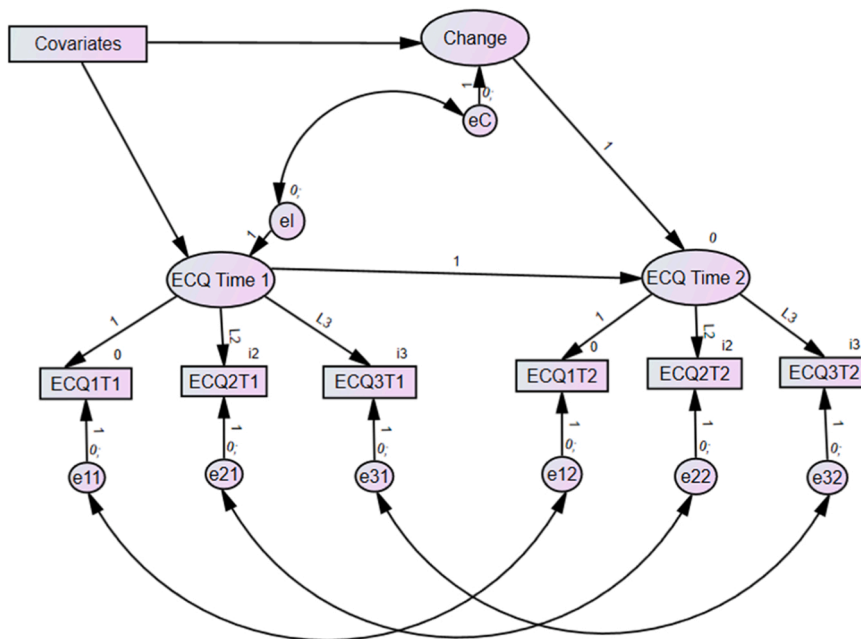 Covariates
Change
1
0;
eC
1
0;
eI
1
0
ECQ Time 1
1
ECQ Time 2
1
L2
L3
1
L2
L3
0
i2
i3
0
i2
i3
ECQ1T1
ECQ2T1
ECQ3T1
ECQ1T2
ECQ2T2
ECQ3T2
1
1
1
1
1
1
0;
0;
0;
0;
0;
0;
e11
e21
e31
e12
e22
e32